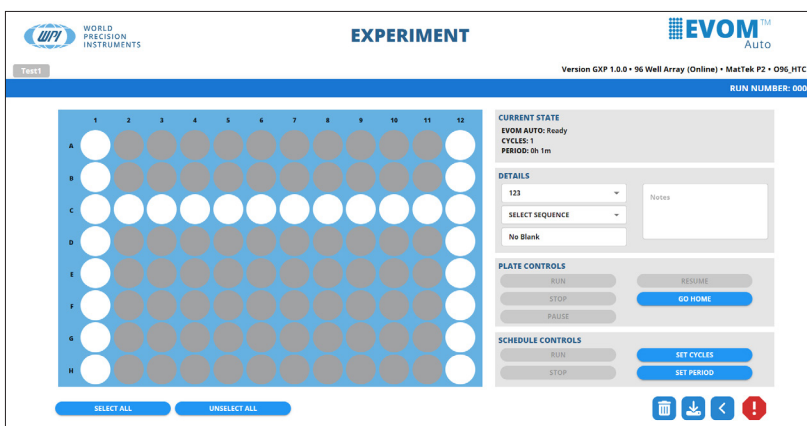 WPI
WORLD
PRECISION
INSTRUMENTS
EXPERIMENT
EVOM™
Auto
Test1
Version GXP 1.0.0 • 96 Well Array (Online) • MatTek P2 • O96_HTC
RUN NUMBER: 000
1 2 3 4 5 6 7 8 9 10 11 12
A
B
C
D
E
F
G
H
SELECT ALL
UNSELECT ALL
CURRENT STATE
EVOM AUTO: Ready
CYCLES: 1
PERIOD: 0h 1m
DETAILS
123
SELECT SEQUENCE
No Blank
Notes
PLATE CONTROLS
RUN
RESUME
STOP
GO HOME
PAUSE
SCHEDULE CONTROLS
RUN
SET CYCLES
STOP
SET PERIOD
!